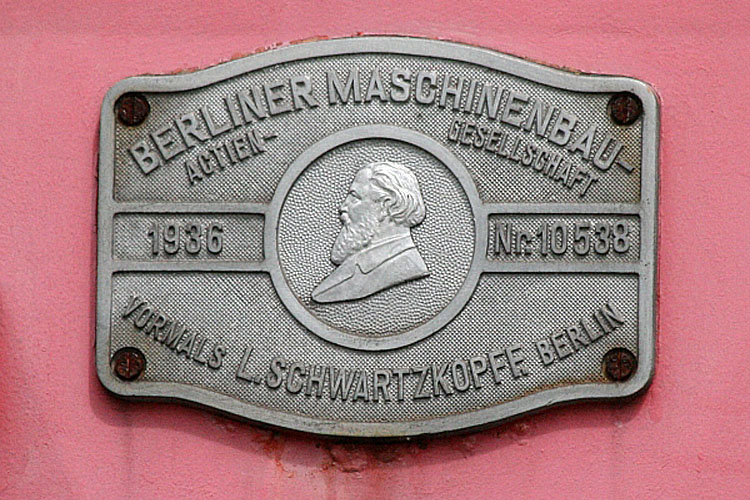 BERLINER MASCHINENBAU-
ACTIEN- GESELLSCHAFT
1936 Nr. 10538
VORMALS L. SCHWARTZKOPFF BERLIN